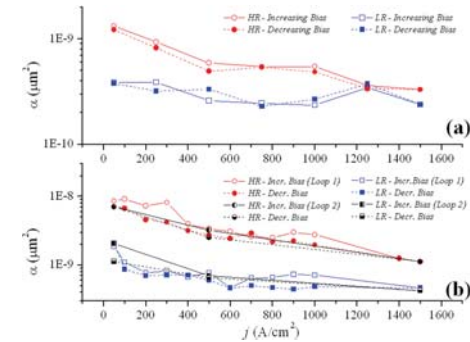 HR - Increasing Bias
LR - Increasing Bias
HR - Decreasing Bias
LR - Decreasing Bias
1E-9
α (μm²)
1E-10
(a)
0 200 400 600 800 1000 1200 1400 1600
HR - Incr. Bias (Loop 1)
LR - Incr.Bias (Loop 1)
HR - Decr. Bias
LR - Decr. Bias
HR - Incr. Bias (Loop 2)
LR - Incr. Bias (Loop 2)
HR - Decr. Bias
LR - Decr. Bias
1E-8
α (μm²)
1E-9
(b)
0 200 400 600 800 1000 1200 1400 1600
j (A/cm²)